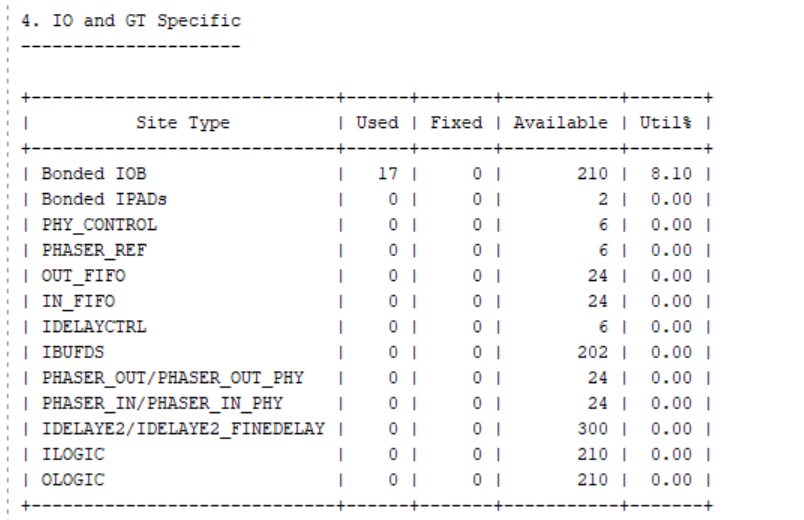 4. IO and GT Specific
---------------------
+-----------------------------+------+-------+-----------+-------+
|          Site Type          | Used | Fixed | Available | Util% |
+-----------------------------+------+-------+-----------+-------+
| Bonded IOB                  |   17 |     0 |       210 |  8.10 |
| Bonded IPADs                |    0 |     0 |         2 |  0.00 |
| PHY_CONTROL                 |    0 |     0 |         6 |  0.00 |
| PHASER_REF                  |    0 |     0 |         6 |  0.00 |
| OUT_FIFO                    |    0 |     0 |        24 |  0.00 |
| IN_FIFO                     |    0 |     0 |        24 |  0.00 |
| IDELAYCTRL                  |    0 |     0 |         6 |  0.00 |
| IBUFDS                      |    0 |     0 |       202 |  0.00 |
| PHASER_OUT/PHASER_OUT_PHY   |    0 |     0 |        24 |  0.00 |
| PHASER_IN/PHASER_IN_PHY     |    0 |     0 |        24 |  0.00 |
| IDELAYE2/IDELAYE2_FINEDELAY |    0 |     0 |       300 |  0.00 |
| ILOGIC                      |    0 |     0 |       210 |  0.00 |
| OLOGIC                      |    0 |     0 |       210 |  0.00 |
+-----------------------------+------+-------+-----------+-------+